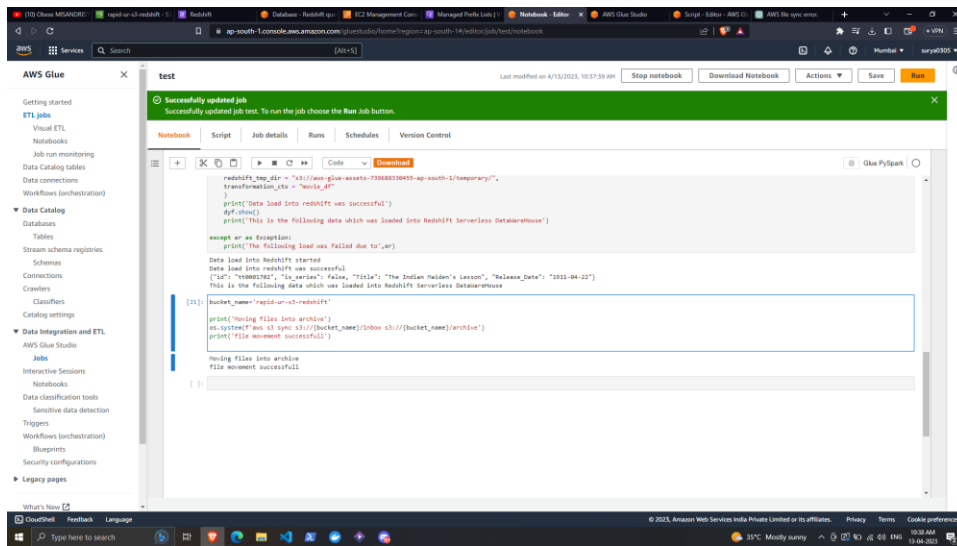 (10) Obese MISANDRIS
rapid-ur-s3-redshift - S
Redshift
Database - Redshift que
EC2 Management Cons
Managed Prefix Lists | V
Notebook - Editor
AWS Glue Studio
Script - Editor - AWS Gl
AWS file sync error.
ap-south-1.console.aws.amazon.com/gluestudio/home?region=ap-south-1#/editor/job/test/notebook
VPN
aws
Services
Search
[Alt+S]
Mumbai ▼
surya0305
AWS Glue
Getting started
ETL jobs
Visual ETL
Notebooks
Job run monitoring
Data Catalog tables
Data connections
Workflows (orchestration)
Data Catalog
Databases
Tables
Stream schema registries
Schemas
Connections
Crawlers
Classifiers
Catalog settings
Data Integration and ETL
AWS Glue Studio
Jobs
Interactive Sessions
Notebooks
Data classification tools
Sensitive data detection
Triggers
Workflows (orchestration)
Blueprints
Security configurations
Legacy pages
What's New
test
Last modified on 4/13/2023, 10:37:39 AM
Stop notebook
Download Notebook
Actions ▼
Save
Run
Successfully updated job
Successfully updated job test. To run the job choose the Run Job button.
Notebook
Script
Job details
Runs
Schedules
Version Control
Code
Download
Glue PySpark
redshift_tmp_dir = "s3://aws-glue-assets-739688330455-ap-south-1/temporary/",
transformation_ctx = "movie_df"
)
print('Data load into redshift was successful')
dyf.show()
print('This is the following data which was loaded into Redshift Serverless DataWareHouse')
except er as Exception:
print('The following load was failed due to',er)
Data load into Redshift started
Data load into redshift was successful
{"id": "tt0001702", "is_series": false, "Title": "The Indian Maiden's Lesson", "Release_Date": "1911-04-22"}
This is the following data which was loaded into Redshift Serverless DataWareHouse
[21]: bucket_name='rapid-ur-s3-redshift'
print('Moving files into archive')
os.system(f'aws s3 sync s3://{bucket_name}/inbox s3://{bucket_name}/archive')
print('file movement successfull')
Moving files into archive
file movement successfull
[ ]:
CloudShell
Feedback
Language
© 2023, Amazon Web Services India Private Limited or its affiliates.
Privacy
Terms
Cookie preference
Type here to search
35°C Mostly sunny
ENG
10:38 AM
13-04-2023